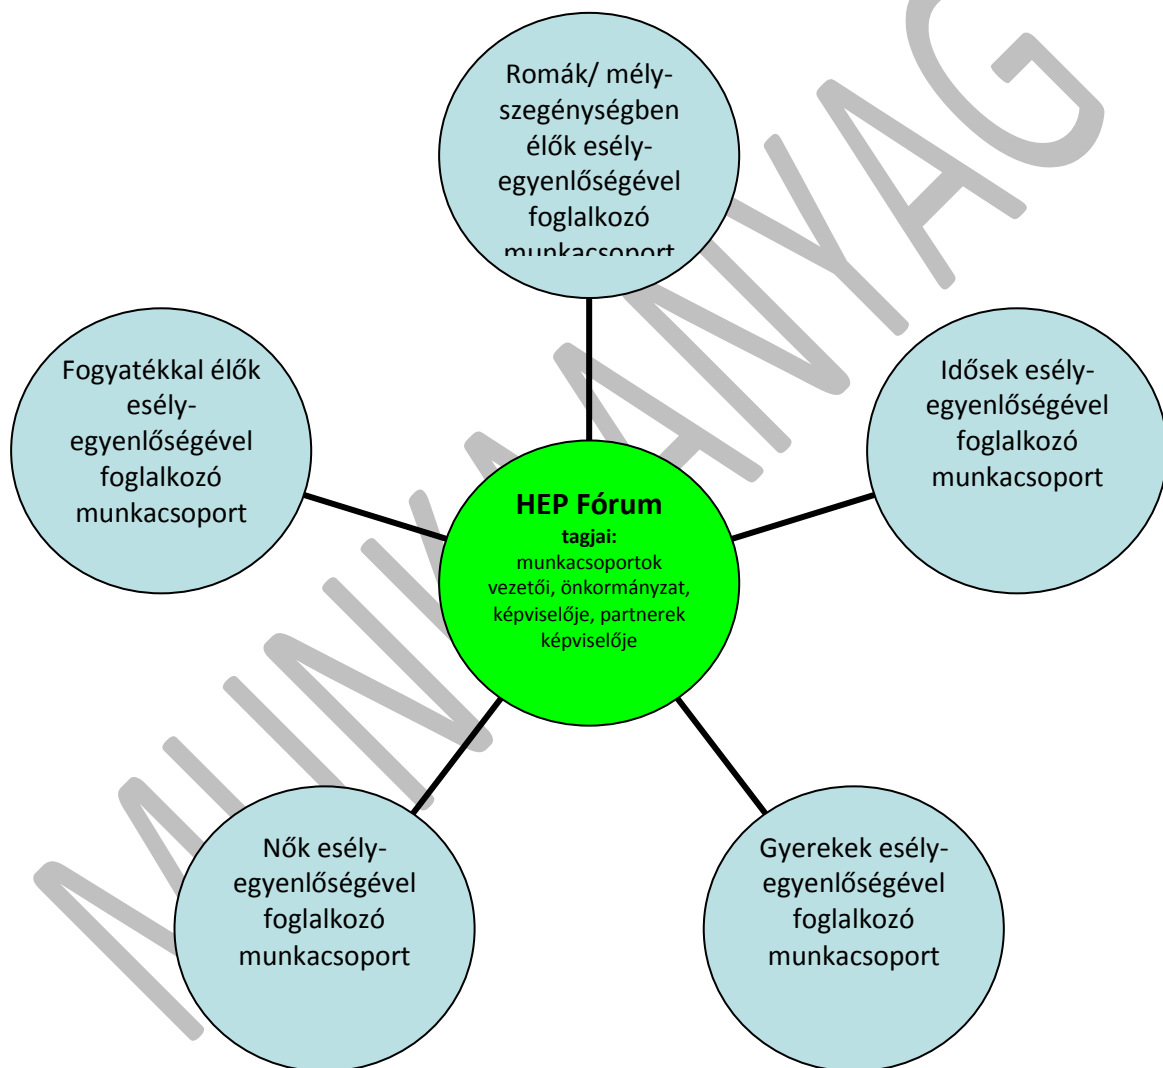 Romák/ mély-
szegénységben
élők esély-
egyenlőségével
foglalkozó
munkacsoport
Fogyatékkal élők
esély-
egyenlőségével
foglalkozó
munkacsoport
Idősek esély-
egyenlőségével
foglalkozó
munkacsoport
HEP Fórum
tagjai:
munkacsoportok
vezetői, önkormányzat,
képviselője, partnerek
képviselője
Nők esély-
egyenlőségével
foglalkozó
munkacsoport
Gyerekek esély-
egyenlőségével
foglalkozó
munkacsoport
MUNKAANYAG